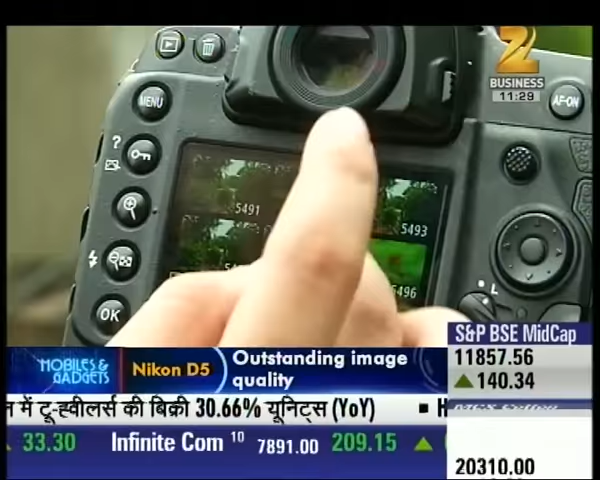 Z
BUSINESS
11:29
MENU
AF-ON
?
OK
L
5491
5493
5496
S&P BSE MidCap
11857.56
▲ 140.34
MOBILES & GADGETS
Nikon D5
Outstanding image
quality
में टू-व्हीलर्स की बिक्री 30.66% यूनिट्स (YoY) ■
33.30 Infinite Com 10 7891.00 209.15 ▲
20310.00